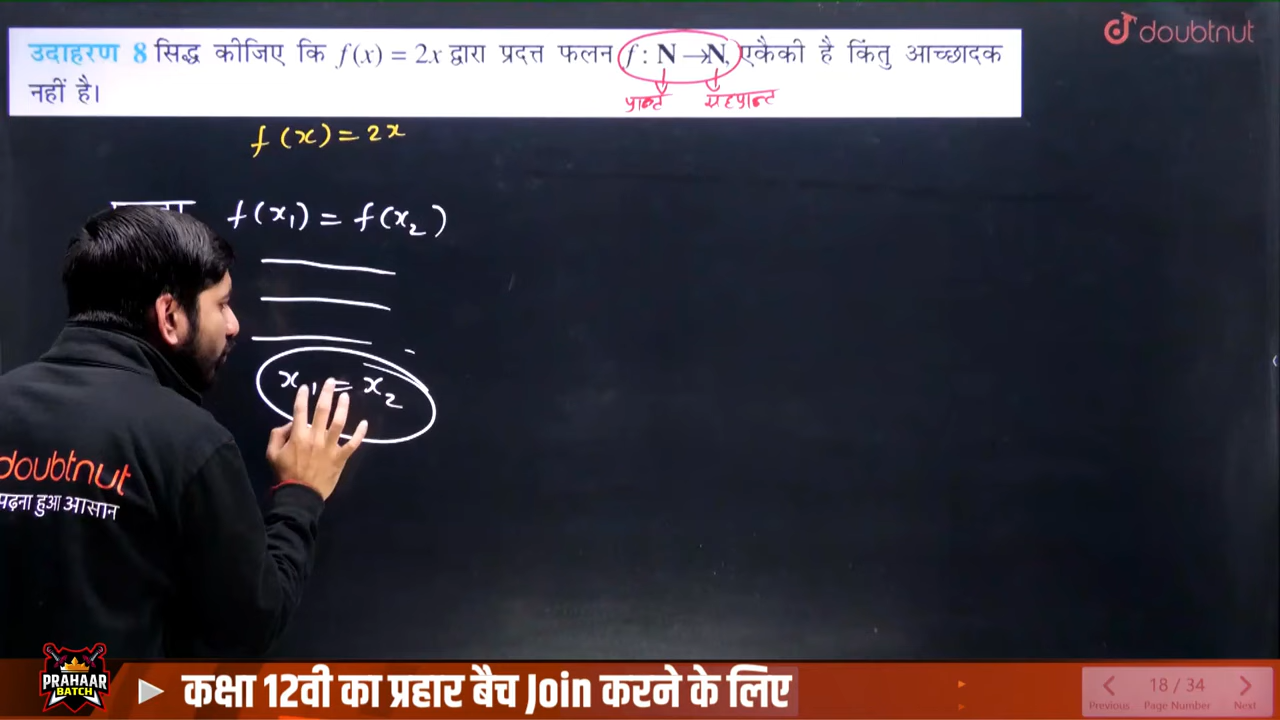 उदाहरण 8 सिद्ध कीजिए कि f(x) = 2x द्वारा प्रदत्त फलन f : N → N, एकैकी है किंतु आच्छादक
नहीं है।
प्रान्त सहप्रान्त
doubtnut
f(x) = 2x
f(x₁) = f(x₂)
x₁ = x₂
doubtnut
पढ़ना हुआ आसान
PRAHAAR
BATCH
कक्षा 12वी का प्रहार बैच Join करने के लिए
18 / 34
Previous Page Number Next